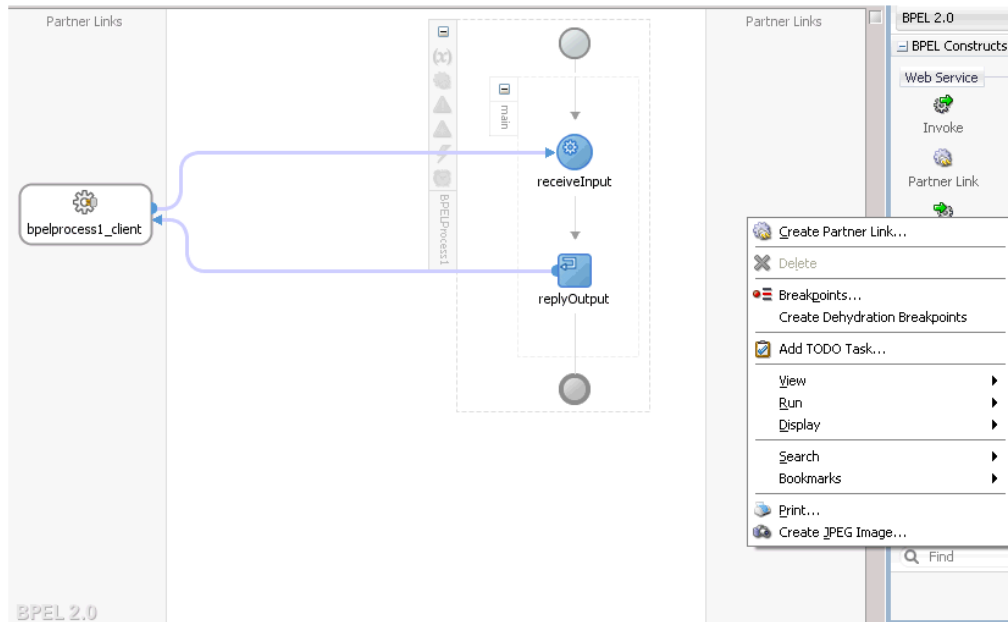 Partner Links
Partner Links
BPEL 2.0
BPEL Constructs
Web Service
(x)
main
Invoke
receiveInput
Partner Link
bpelprocess1_client
BPELProcess1
Create Partner Link...
Delete
replyOutput
Breakpoints...
Create Dehydration Breakpoints
Add TODO Task...
View
Run
Display
Search
Bookmarks
Print...
Create JPEG Image...
Find
BPEL 2.0